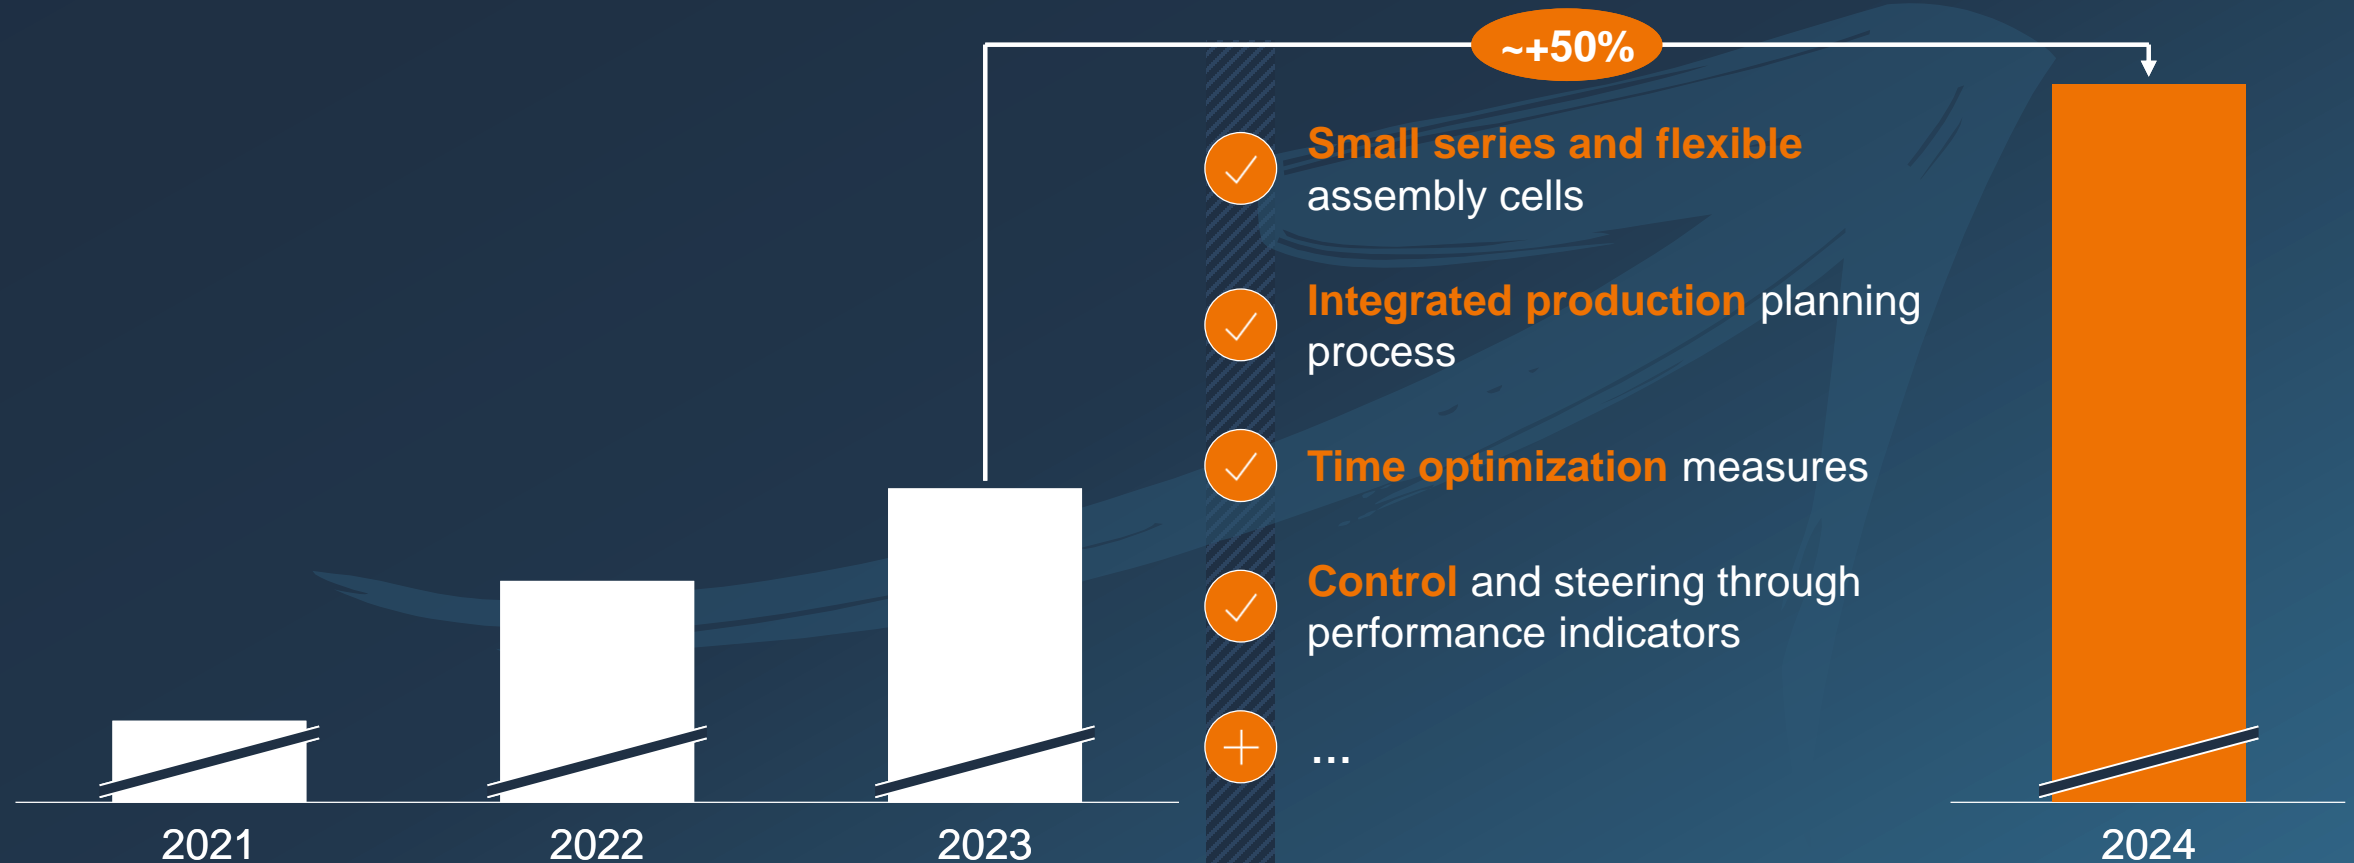 ~+50%
Small series and flexible
assembly cells
Integrated production planning
process
Time optimization measures
Control and steering through
performance indicators
...
2021
2022
2023
2024